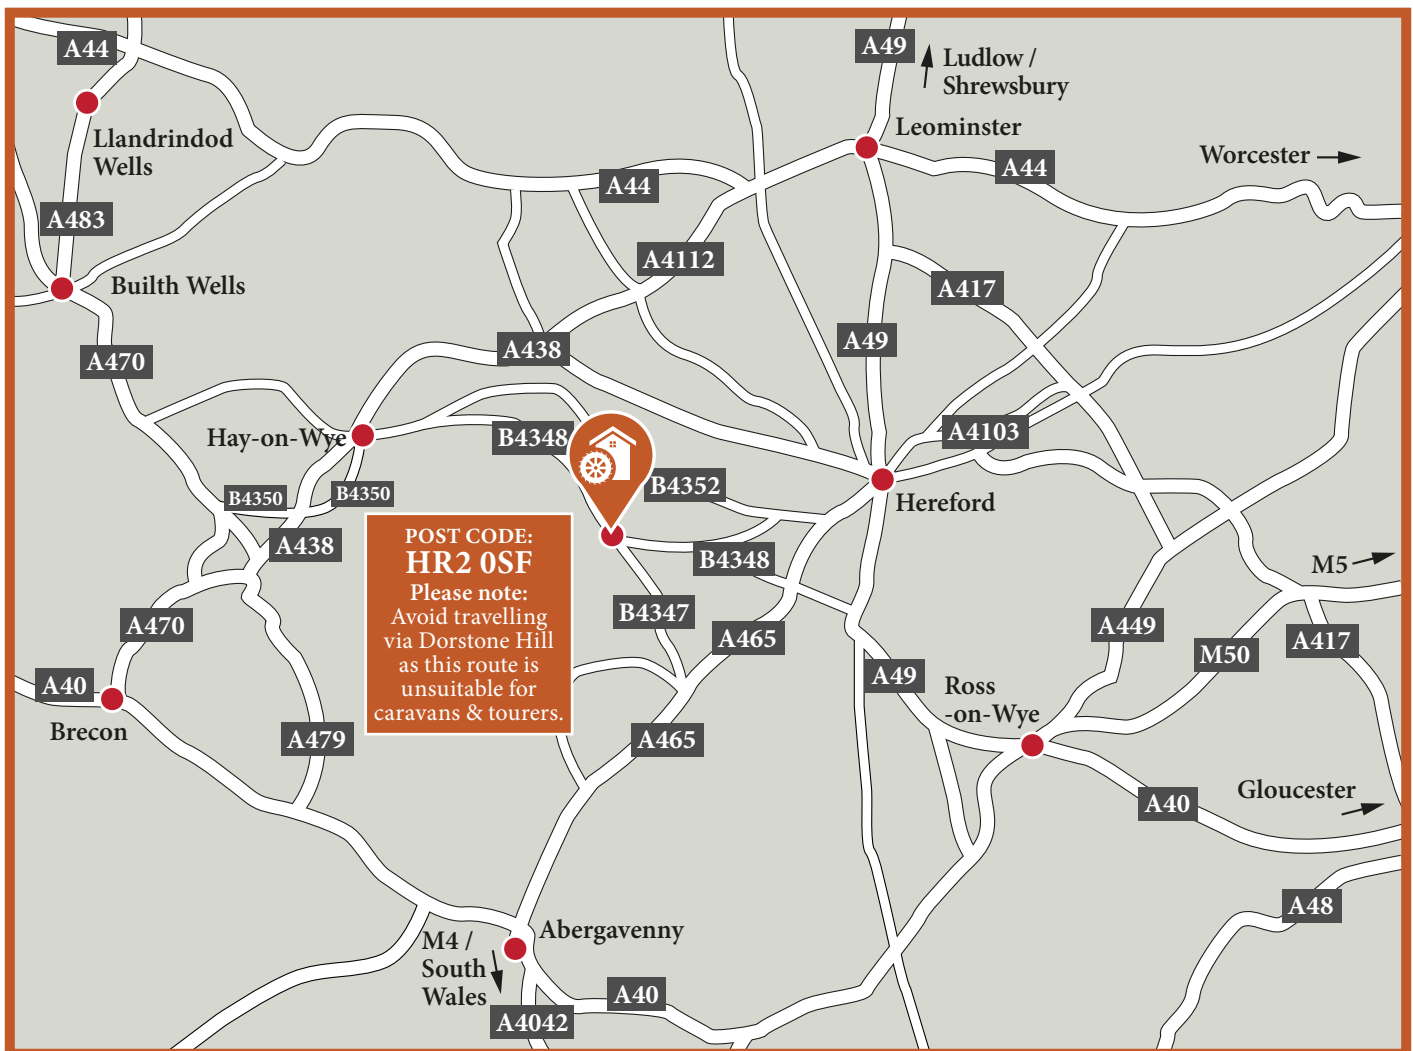 A44
A49
Ludlow /
Shrewsbury
Leominster
Llandrindod
Wells
Worcester
A44
A44
A483
A4112
Builth Wells
A417
A49
A438
A470
Hay-on-Wye
B4348
A4103
B4352
B4350
B4350
Hereford
A438
POST CODE:
HR2 0SF
Please note:
Avoid travelling
via Dorstone Hill
as this route is
unsuitable for
caravans & tourers.
B4348
M5
B4347
A470
A465
A449
M50
A417
A40
A49
Ross
-on-Wye
Brecon
A479
A465
Gloucester
A40
A48
Abergavenny
M4 /
South
Wales
A40
A4042